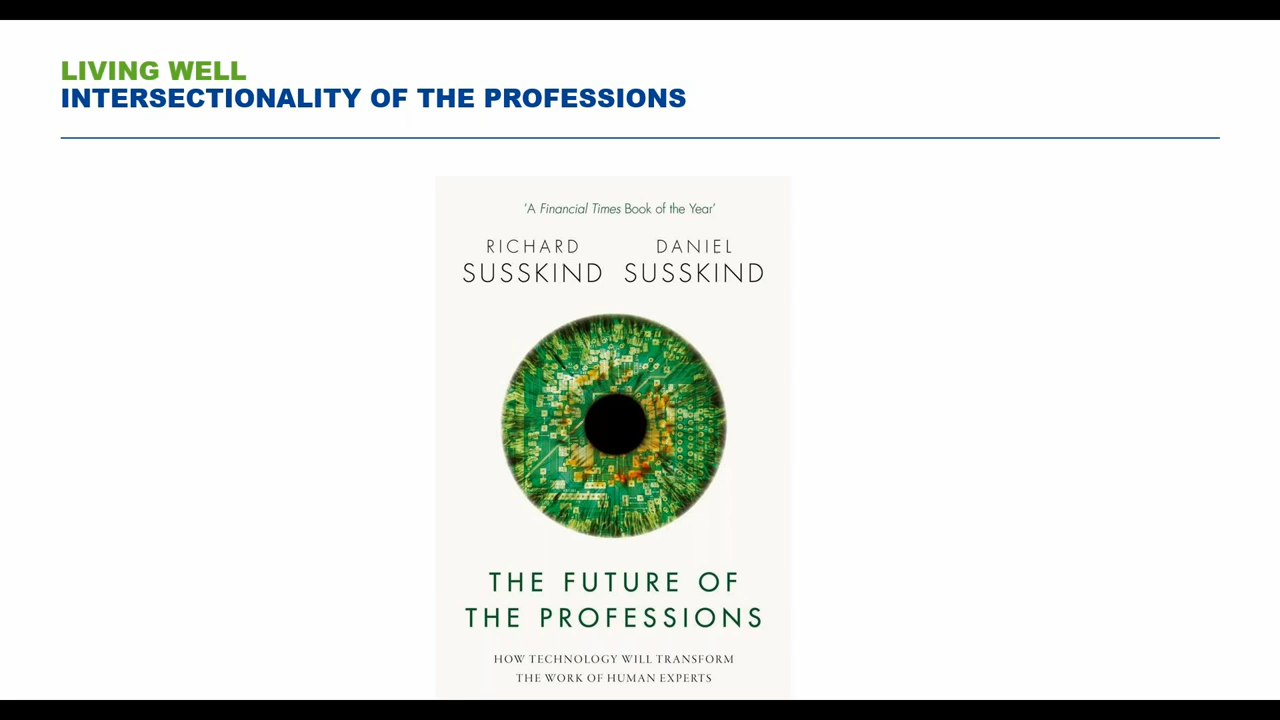 LIVING WELL
INTERSECTIONALITY OF THE PROFESSIONS
'A Financial Times Book of the Year'
RICHARD DANIEL
SUSSKIND SUSSKIND
THE FUTURE OF
THE PROFESSIONS
HOW TECHNOLOGY WILL TRANSFORM
THE WORK OF HUMAN EXPERTS